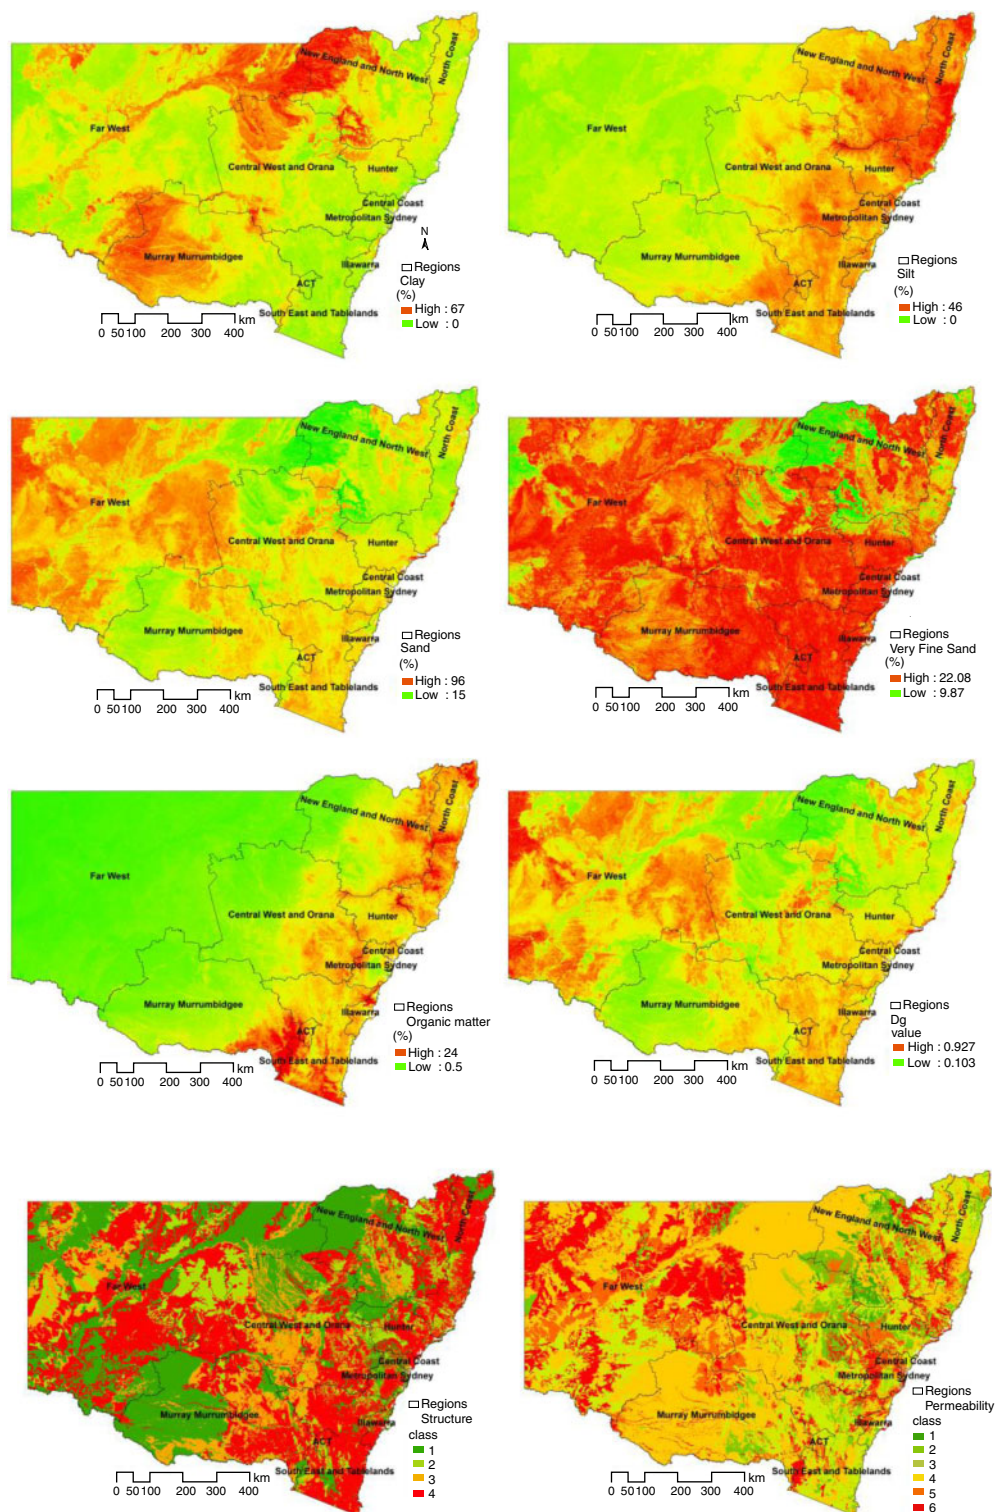 New England and North West
North Coast
Far West
Central West and Orana
Hunter
Central Coast
Metropolitan Sydney
Murray Murrumbidgee
Illawarra
ACT
South East and Tablelands
N
Regions
Clay
(%)
High : 67
Low : 0
km
0 50 100 200 300 400
New England and North West
North Coast
Far West
Central West and Orana
Hunter
Central Coast
Metropolitan Sydney
Murray Murrumbidgee
Illawarra
ACT
South East and Tablelands
Regions
Silt
(%)
High : 46
Low : 0
km
0 50 100 200 300 400
New England and North West
North Coast
Far West
Central West and Orana
Hunter
Central Coast
Metropolitan Sydney
Murray Murrumbidgee
Illawarra
ACT
South East and Tablelands
Regions
Sand
(%)
High : 96
Low : 15
km
0 50 100 200 300 400
New England and North West
North Coast
Far West
Central West and Orana
Hunter
Central Coast
Metropolitan Sydney
Murray Murrumbidgee
Illawarra
ACT
South East and Tablelands
Regions
Very Fine Sand
(%)
High : 22.08
Low : 9.87
km
0 50 100 200 300 400
New England and North West
North Coast
Far West
Central West and Orana
Hunter
Central Coast
Metropolitan Sydney
Murray Murrumbidgee
Illawarra
ACT
South East and Tablelands
Regions
Organic matter
(%)
High : 24
Low : 0.5
km
0 50 100 200 300 400
New England and North West
North Coast
Far West
Central West and Orana
Hunter
Central Coast
Metropolitan Sydney
Murray Murrumbidgee
Illawarra
ACT
South East and Tablelands
Regions
Dg
value
High : 0.927
Low : 0.103
km
0 50 100 200 300 400
New England and North West
North Coast
Far West
Central West and Orana
Hunter
Central Coast
Metropolitan Sydney
Murray Murrumbidgee
Illawarra
ACT
South East and Tablelands
Regions
Structure
class
1
2
3
4
km
0 50 100 200 300 400
New England and North West
North Coast
Far West
Central West and Orana
Hunter
Central Coast
Metropolitan Sydney
Murray Murrumbidgee
Illawarra
ACT
South East and Tablelands
Regions
Permeability
class
1
2
3
4
5
6
km
0 50 100 200 300 400